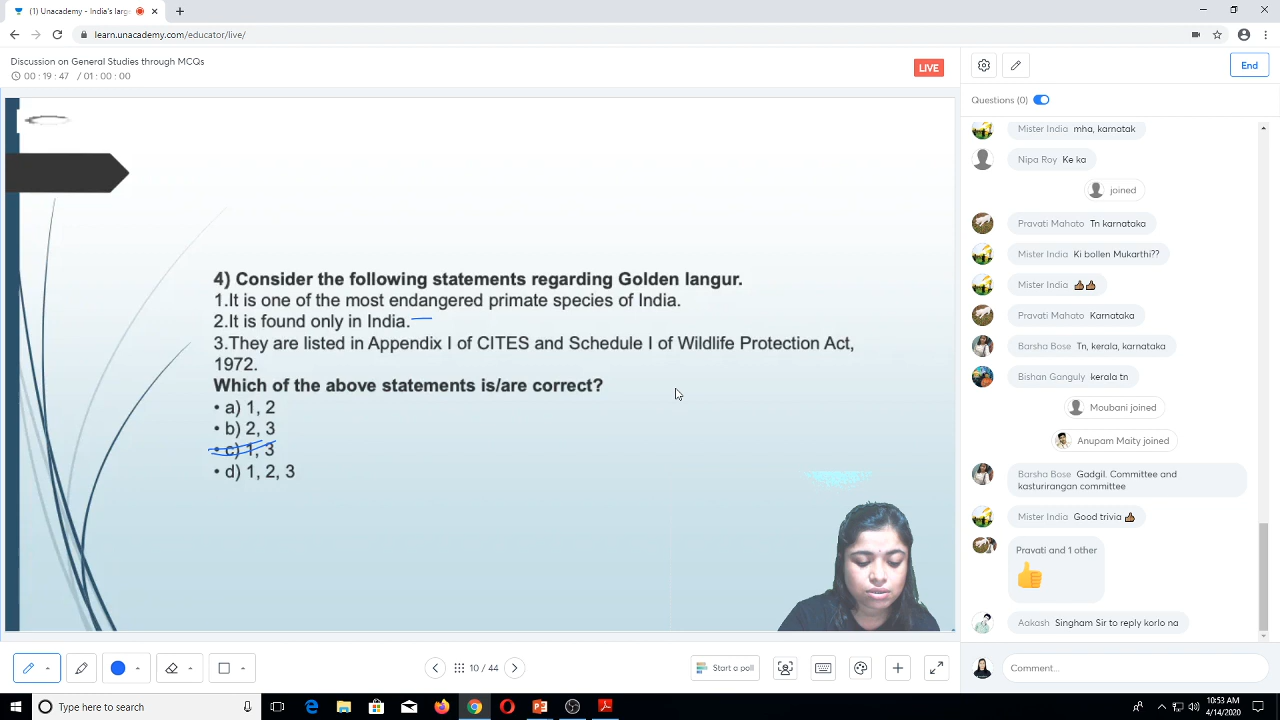 (1) Unacademy - India's larg
learn.unacademy.com/educator/live/
Discussion on General Studies through MCQs
00 : 19 : 47 / 01 : 00 : 00
LIVE
End
Questions (0)
4) Consider the following statements regarding Golden langur.
1.It is one of the most endangered primate species of India.
2.It is found only in India.
3.They are listed in Appendix I of CITES and Schedule I of Wildlife Protection Act,
1972.
Which of the above statements is/are correct?
• a) 1, 2
• b) 2, 3
• c) 1, 3
• d) 1, 2, 3
Mister India mha, karnatak
Nipa Roy Ke ka
joined
Pravati Mahato Tn karnataka
Mister India Ki bollen Mukarthi??
Mister India 👍🏾👍🏾
Pravati Mahato Karnataka
Barsha Bose Tn, kerala, karnataka
Bishan Ganguly kerala tn
Moubani joined
Anupam Maity joined
Barsha Bose Gadgil. Committee and
kasturirangan committee
Mister India Good trivia 👍🏾
Pravati and 1 other
👍
Aakash Singham Sir to reply korlo na
10 / 44
Start a poll
Comment...
Type here to search
10:53 AM
4/14/2020